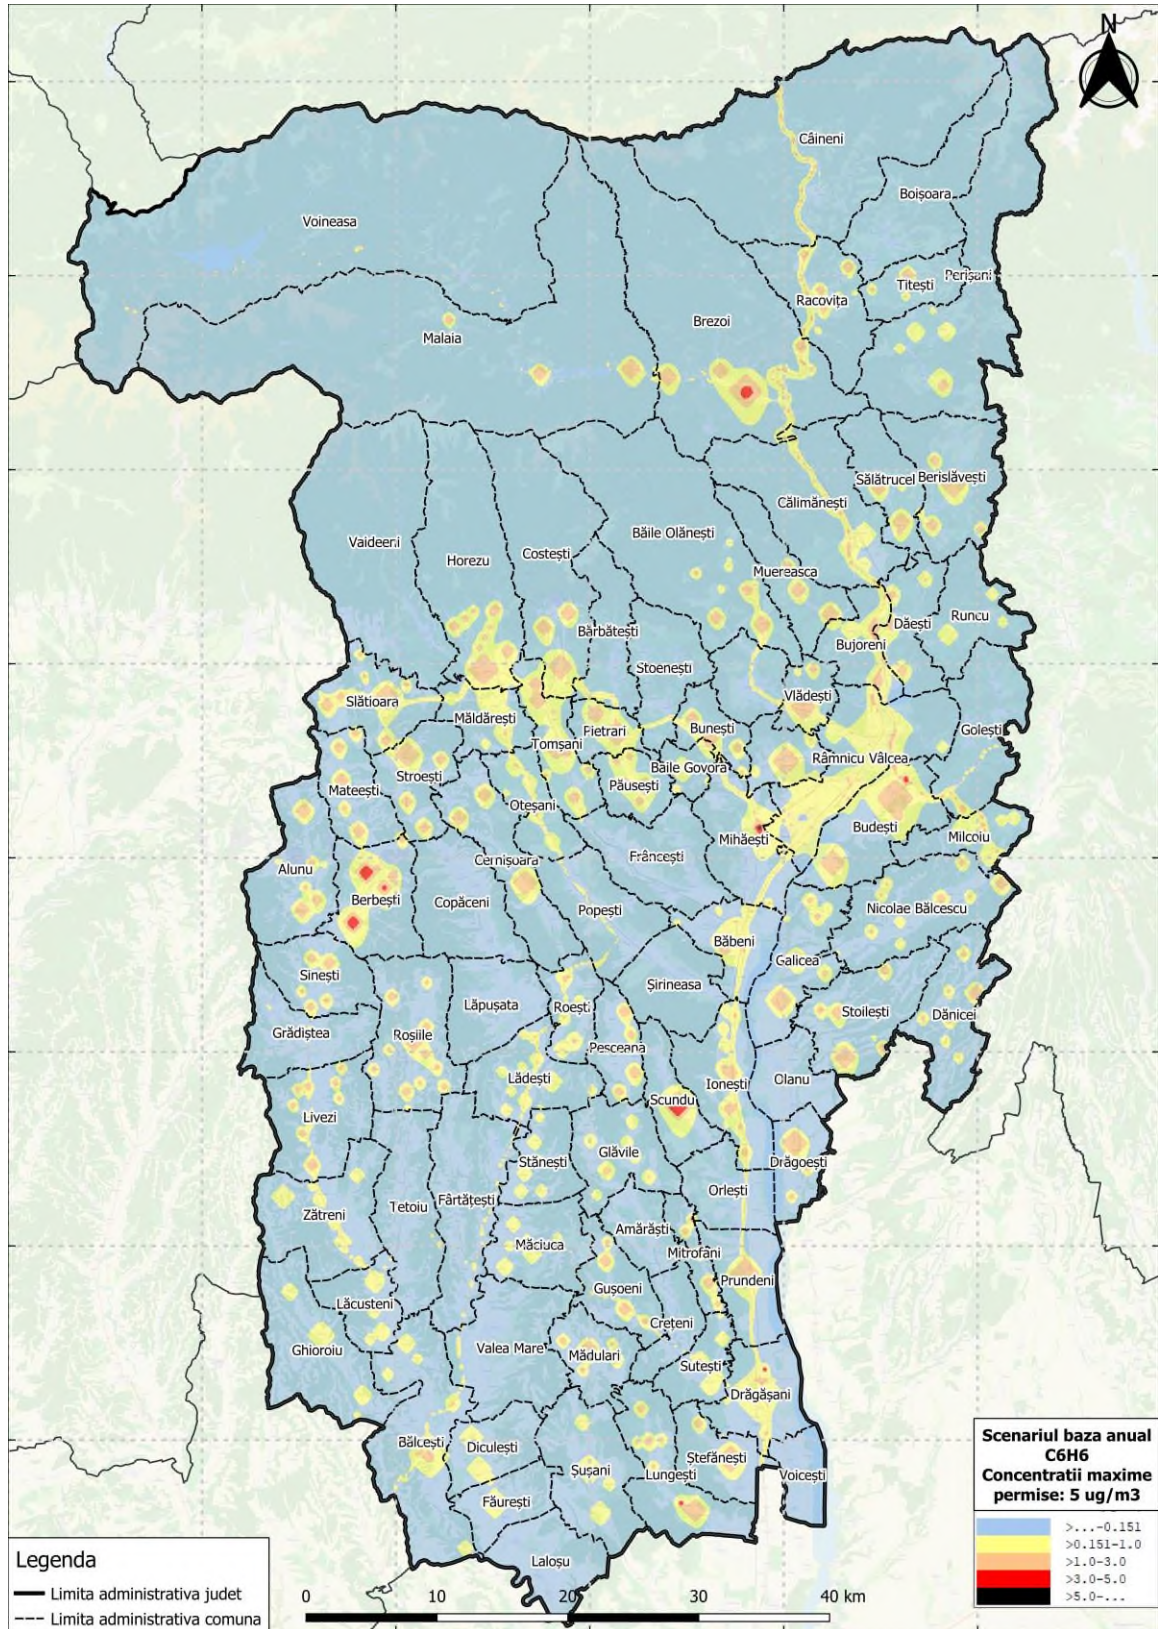 N
Câineni
Boișoara
Voineasa
Perișani
Titești
Racovița
Brezoi
Malaia
Sălătrucel
Berislăvești
Călimănești
Băile Olănești
Vaideeni
Costești
Horezu
Muereasca
Runcu
Dăești
Bărbătești
Bujoreni
Stoenești
Vlădești
Slătioara
Măldărești
Bunești
Golești
Pietrari
Tomșani
Râmnicu Vâlcea
Băile Govora
Stroești
Păusești
Mateești
Oteșani
Budești
Mihăești
Milcoiu
Frâncești
Cernișoara
Alunu
Berbești
Copăceni
Popești
Nicolae Bălcescu
Băbeni
Galicea
Sinești
Șirineasa
Lăpușata
Roești
Stoilești
Dănicei
Grădiștea
Roșiile
Pesceana
Lădești
Ionești
Olanu
Scundu
Livezi
Glăvile
Stănești
Drăgoești
Orlești
Fârtățești
Tetoiu
Zătreni
Amărăști
Măciuca
Mitrofani
Prundeni
Gușoeni
Lăcusteni
Crețeni
Ghioroiu
Valea Mare
Mădulari
Sutești
Drăgășani
Bălcești
Diculești
Ștefănești
Șușani
Lungești
Voicești
Făurești
Laloșu
Scenariul baza anual
C6H6
Concentratii maxime
permise: 5 ug/m3
>...-0.151
>0.151-1.0
>1.0-3.0
>3.0-5.0
>5.0-...
Legenda
Limita administrativa judet
Limita administrativa comuna
0 10 20 30 40 km